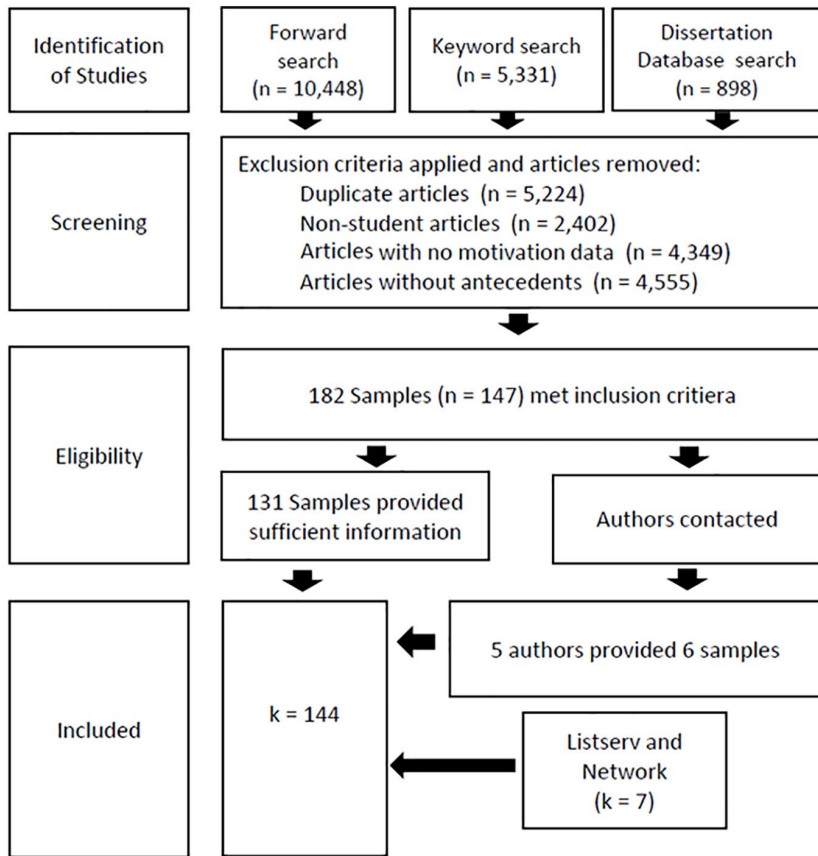 Identification
of Studies
Forward
search
(n = 10,448)
Keyword search
(n = 5,331)
Dissertation
Database search
(n = 898)
Screening
Exclusion criteria applied and articles removed:
Duplicate articles (n = 5,224)
Non-student articles (n = 2,402)
Articles with no motivation data (n = 4,349)
Articles without antecedents (n = 4,555)
Eligibility
182 Samples (n = 147) met inclusion critiera
131 Samples provided
sufficient information
Authors contacted
Included
k = 144
5 authors provided 6 samples
Listserv and
Network
(k = 7)